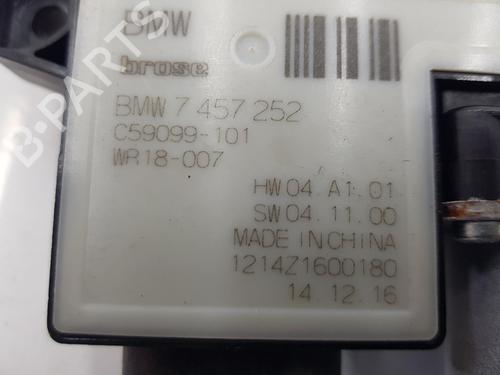 BMW
brose
BMW 7 457 252
C59099-101
WR18-007
HW 04. A1. 01
SW 04. 11. 00
MADE IN CHINA
1214Z1600180
14. 12. 16
B-PARTS